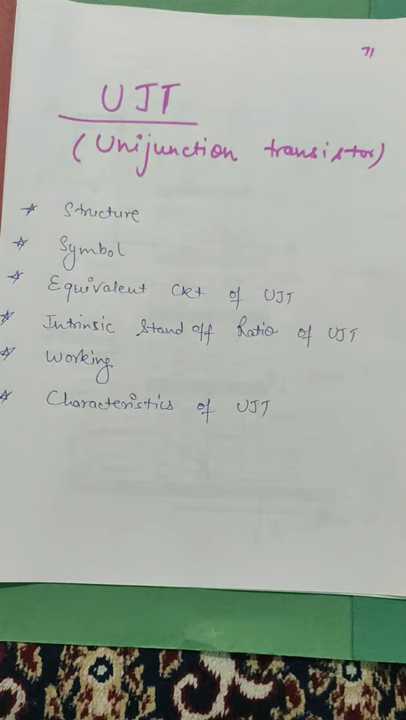 71
UJT
(Unijunction transistor)
☆ Structure
☆ Symbol
☆ Equivalent Ckt of UJT
☆ Intrinsic Stand off Ratio of UJT
☆ Working
☆ Characteristics of UJT